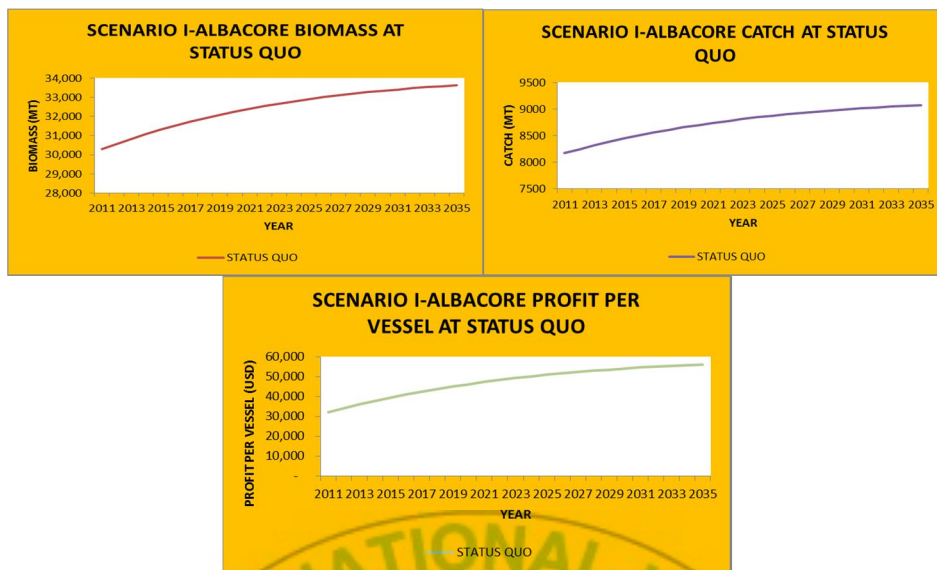 SCENARIO I-ALBACORE BIOMASS AT
STATUS QUO
BIOMASS (MT)
34,000
33,000
32,000
31,000
30,000
29,000
28,000
2011 2013 2015 2017 2019 2021 2023 2025 2027 2029 2031 2033 2035
YEAR
STATUS QUO
SCENARIO I-ALBACORE CATCH AT STATUS
QUO
CATCH (MT)
9500
9000
8500
8000
7500
2011 2013 2015 2017 2019 2021 2023 2025 2027 2029 2031 2033 2035
YEAR
STATUS QUO
SCENARIO I-ALBACORE PROFIT PER
VESSEL AT STATUS QUO
PROFIT PER VESSEL (USD)
60,000
50,000
40,000
30,000
20,000
10,000
-
2011 2013 2015 2017 2019 2021 2023 2025 2027 2029 2031 2033 2035
YEAR
STATUS QUO
NATIONAL